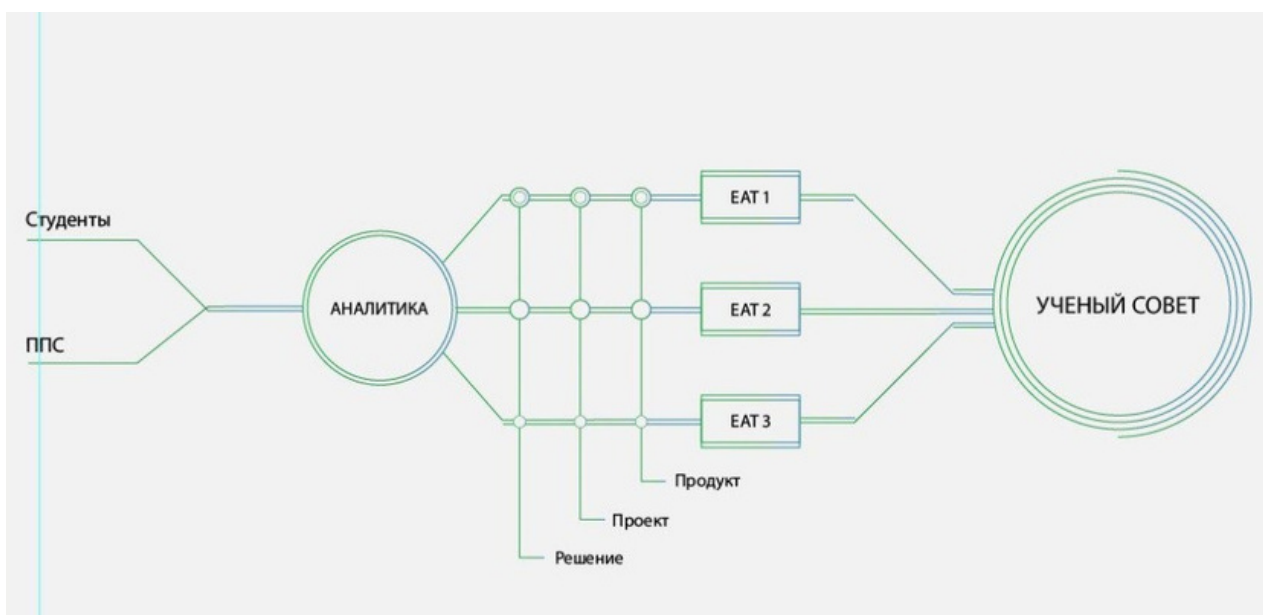 Студенты
ППС
АНАЛИТИКА
ЕАТ 1
ЕАТ 2
ЕАТ 3
Продукт
Проект
Решение
УЧЕНЫЙ СОВЕТ